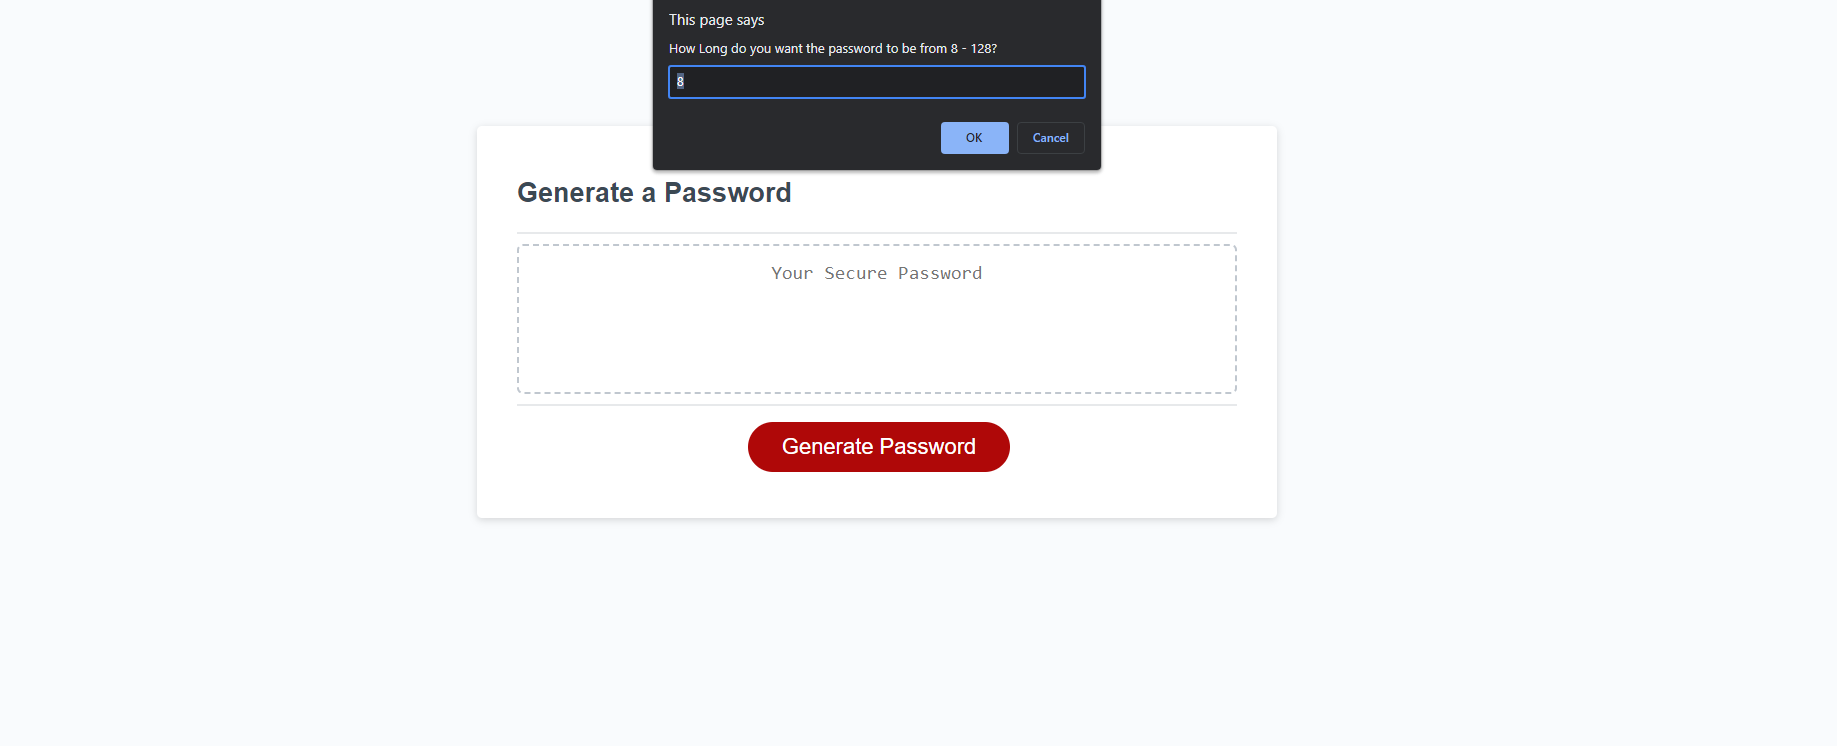 This page says
How Long do you want the password to be from 8 - 128?
8
OK Cancel
Generate a Password
Your Secure Password
Generate Password